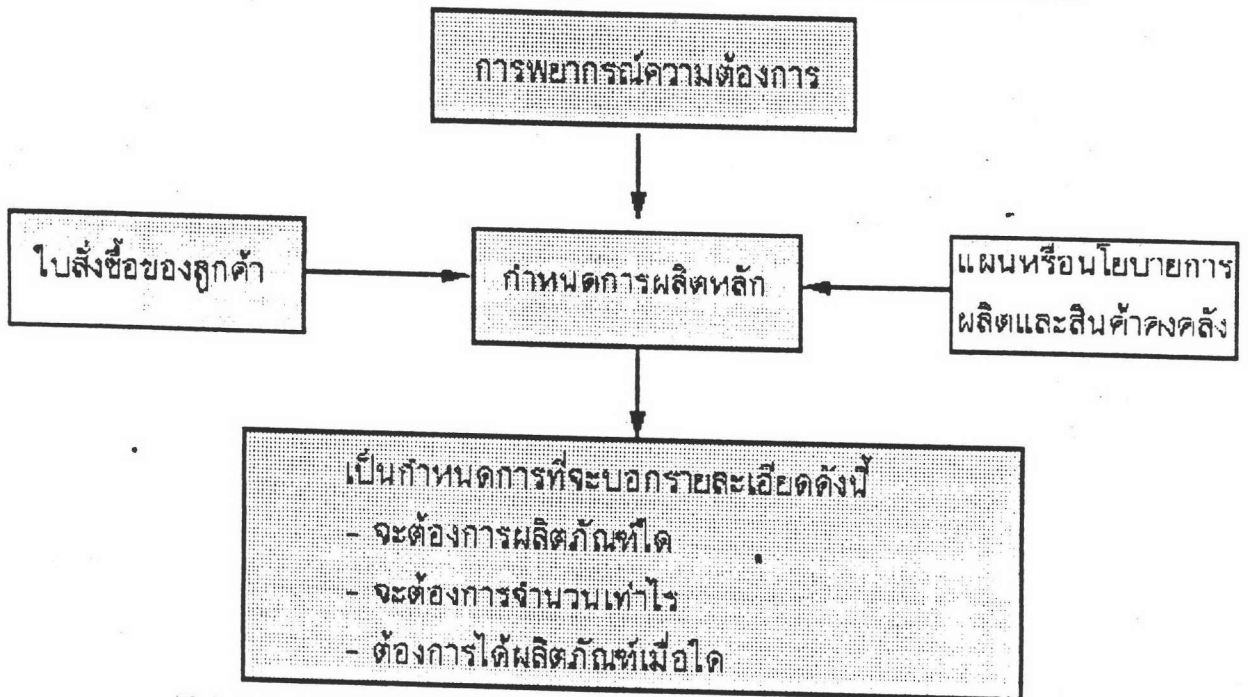 การพยากรณ์ความต้องการ
ใบสั่งซื้อของลูกค้า
กำหนดการผลิตหลัก
แผนหรือนโยบายการ
ผลิตและสินค้าคงคลัง
เป็นกำหนดการที่จะบอกรายละเอียดดังนี้
- จะต้องการผลิตภัณฑ์ใด
- จะต้องการจำนวนเท่าไร
- ต้องการได้ผลิตภัณฑ์เมื่อใด